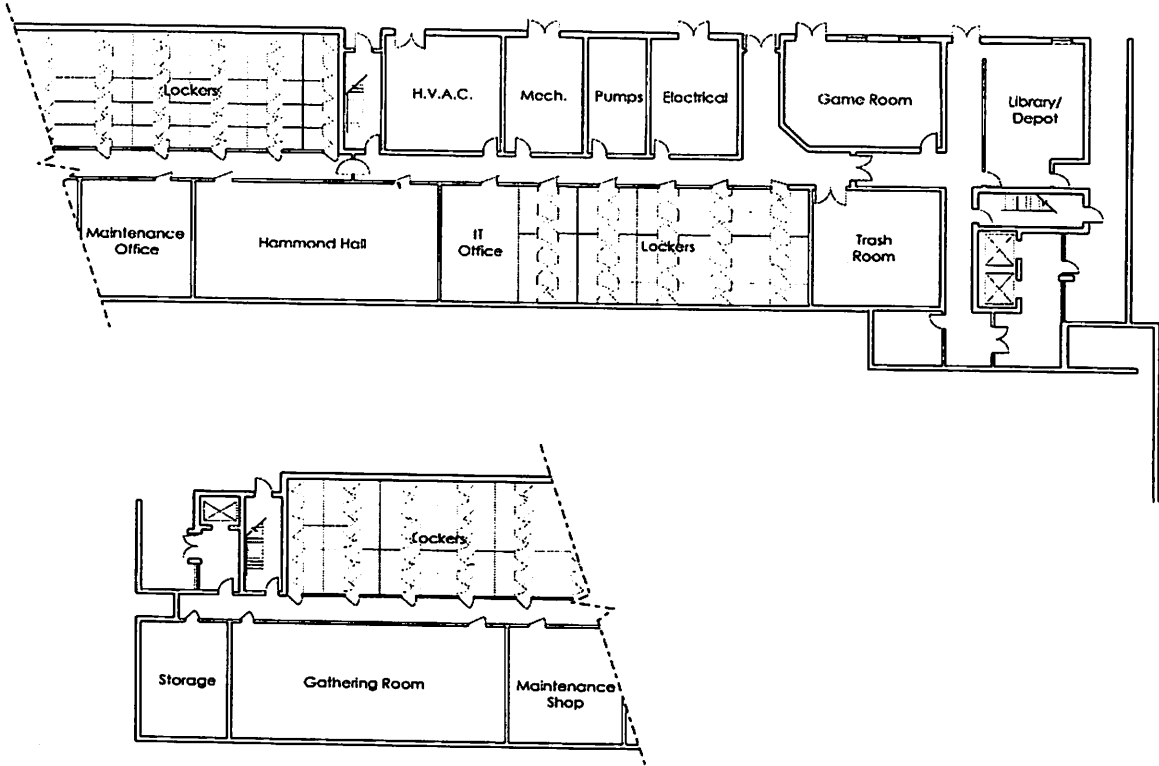 Lockers
H.V.A.C.
Mech.
Pumps
Electrical
Game Room
Library/
Depot
Maintenance
Office
Hammond Hall
IT
Office
Lockers
Trash
Room
Lockers
Storage
Gathering Room
Maintenance
Shop